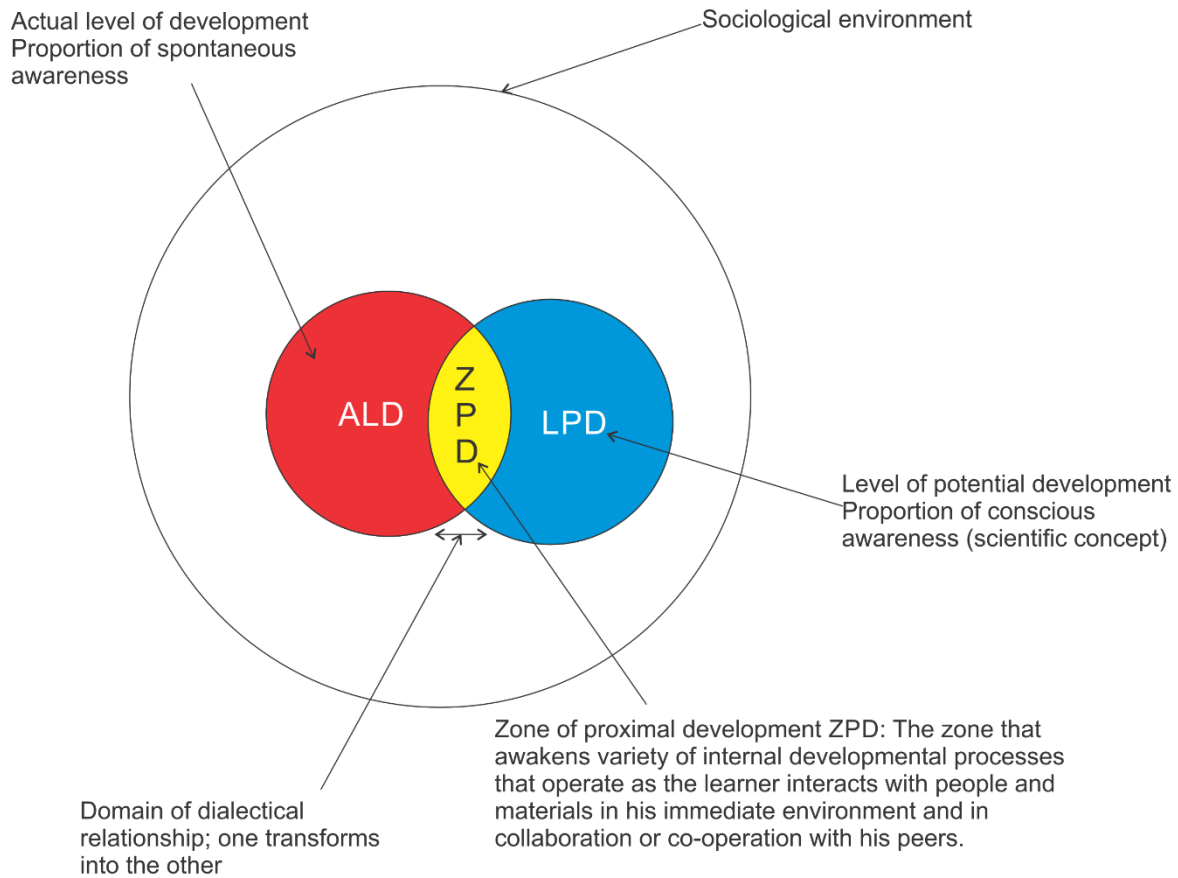 Actual level of development
Proportion of spontaneous
awareness
Sociological environment
ALD
Z
P
D
LPD
Level of potential development
Proportion of conscious
awareness (scientific concept)
Zone of proximal development ZPD: The zone that
awakens variety of internal developmental processes
that operate as the learner interacts with people and
materials in his immediate environment and in
collaboration or co-operation with his peers.
Domain of dialectical
relationship; one transforms
into the other